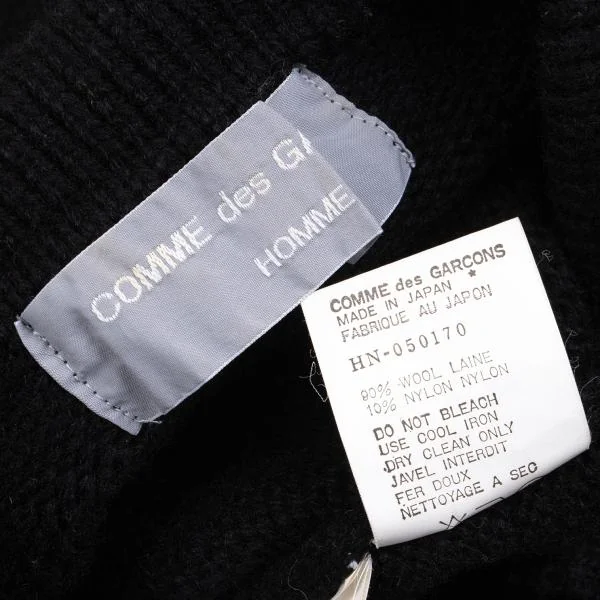 COMME des GA
HOMME
COMME des GARCONS
MADE IN JAPAN *
FABRIQUE AU JAPON
HN-050170
90% WOOL LAINE
10% NYLON NYLON
DO NOT BLEACH
USE COOL IRON
DRY CLEAN ONLY
JAVEL INTERDIT
FER DOUX
NETTOYAGE A SEC